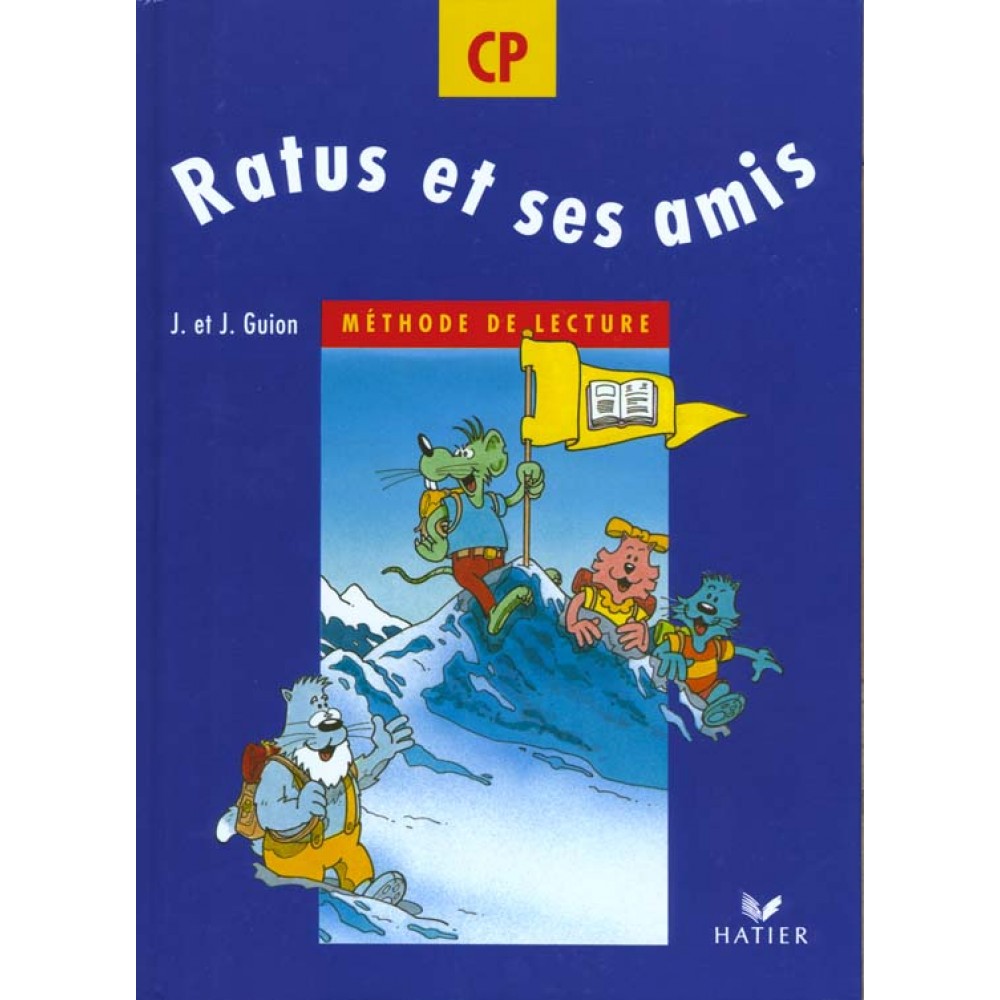 CP
Ratus et ses amis
J. et J. Guion
MÉTHODE DE LECTURE
HATIER